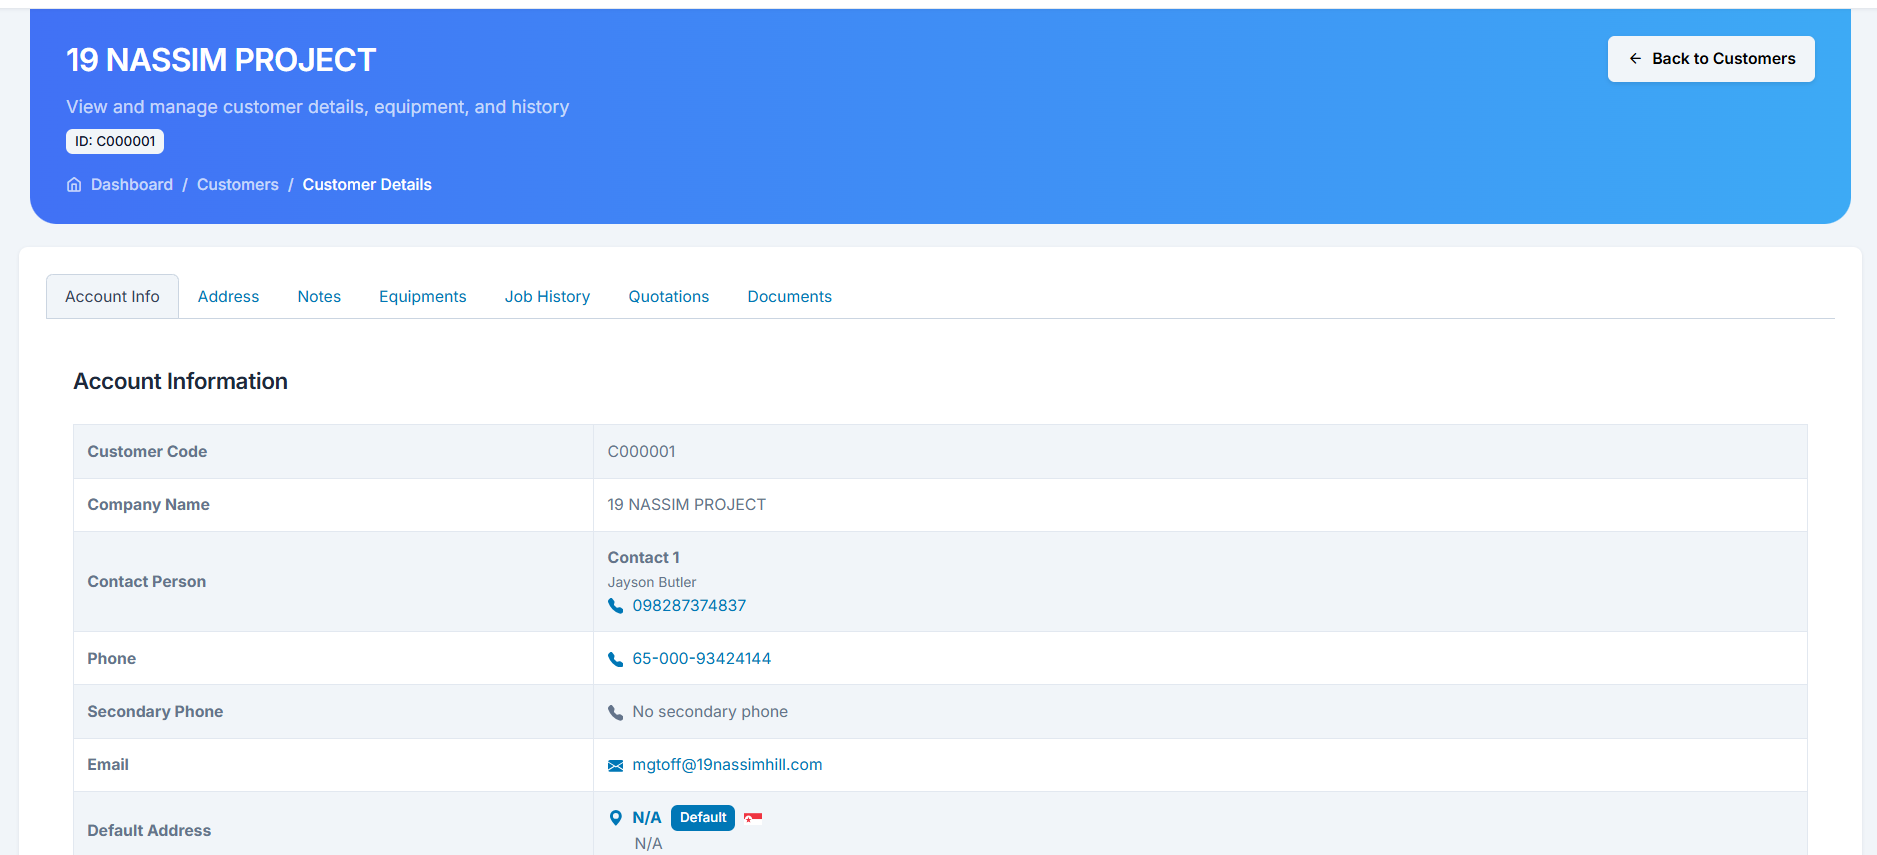 19 NASSIM PROJECT
Back to Customers
View and manage customer details, equipment, and history
ID: C000001
Dashboard / Customers / Customer Details
Account Info Address Notes Equipments Job History Quotations Documents
Account Information
Customer Code C000001
Company Name 19 NASSIM PROJECT
Contact Person
Contact 1
Jayson Butler
098287374837
Phone 65-000-93424144
Secondary Phone No secondary phone
Email mgtoff@19nassimhill.com
Default Address
N/A Default
N/A